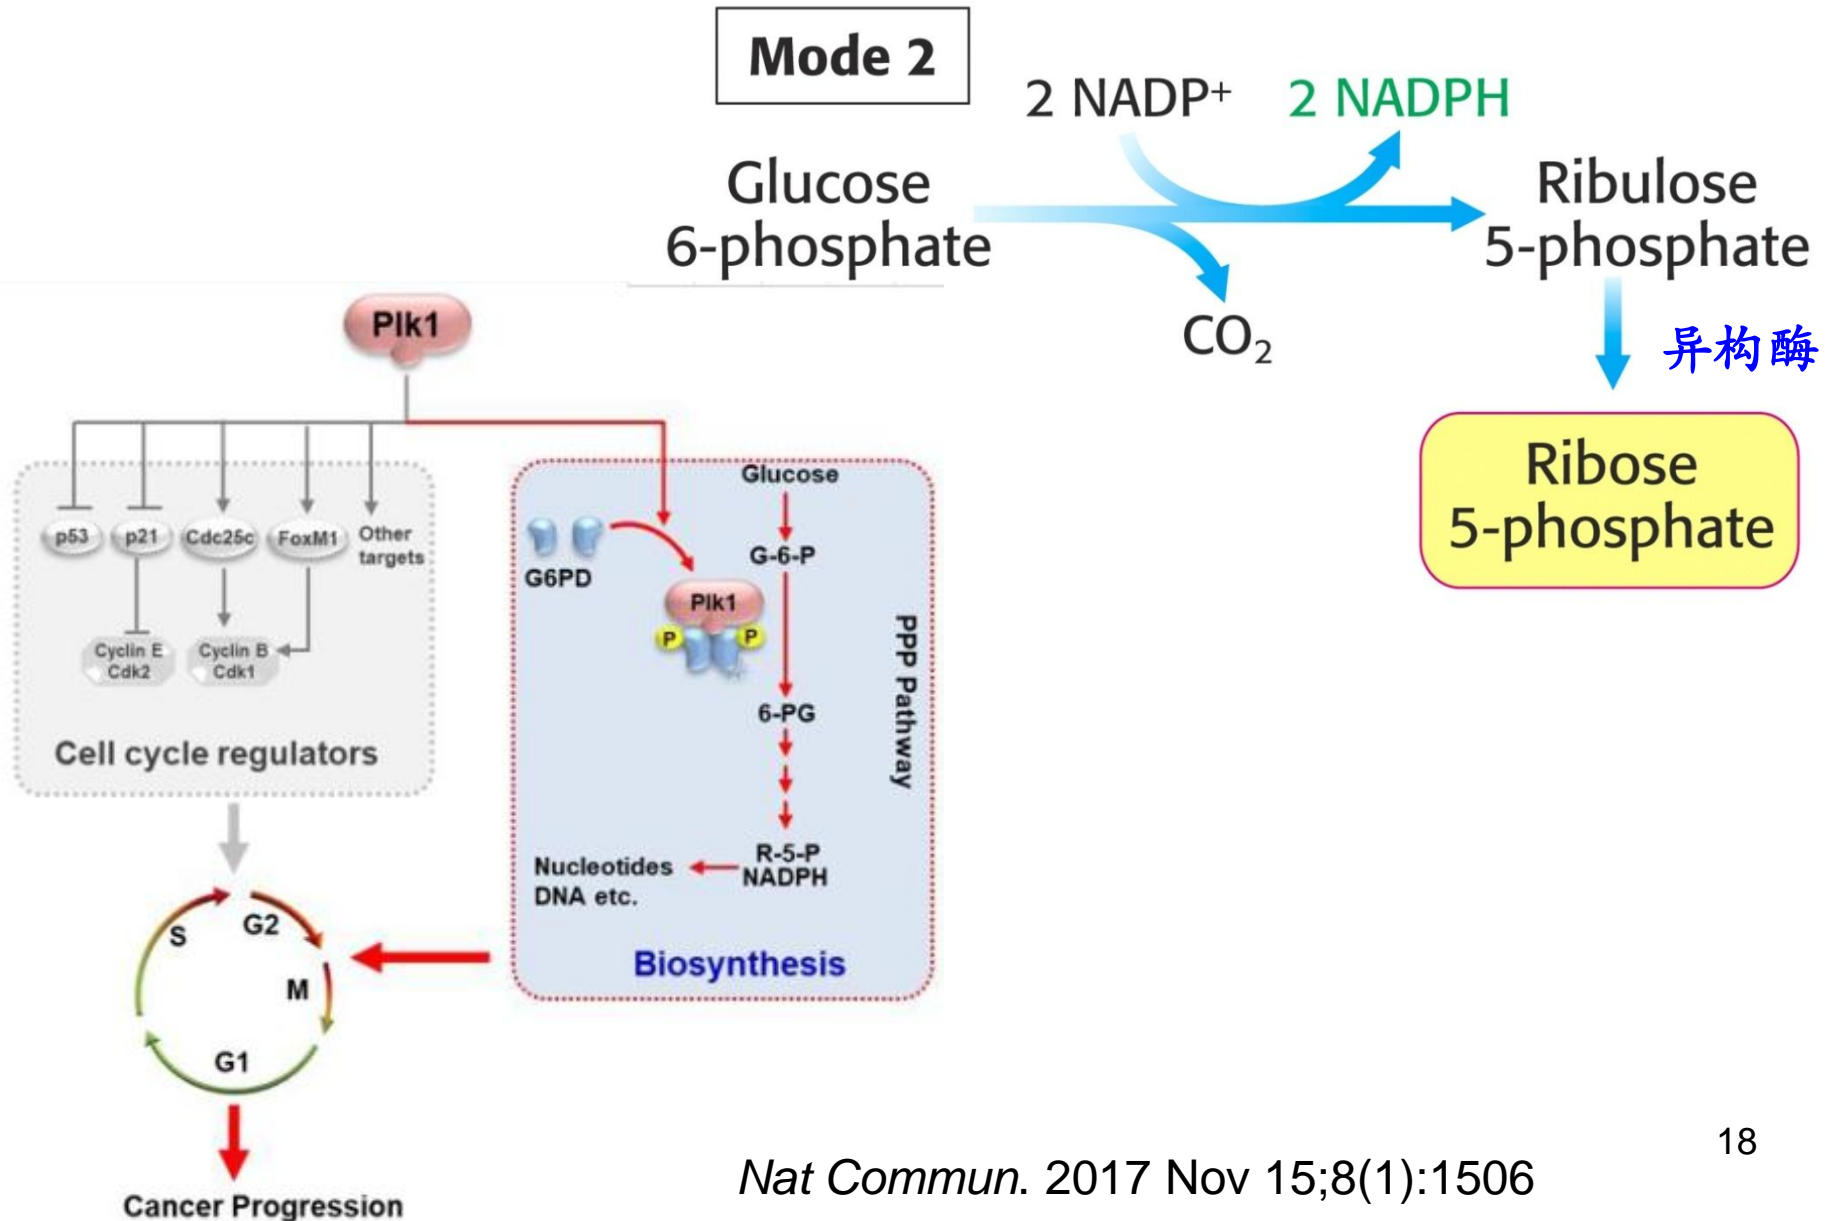 Mode 2
2 NADP+ 2 NADPH
Glucose
6-phosphate
Ribulose
5-phosphate
CO2
异构酶
Ribose
5-phosphate
Plk1
p53
p21
Cdc25c
FoxM1
Other
targets
Cyclin E
Cdk2
Cyclin B
Cdk1
Cell cycle regulators
Glucose
G6PD
G-6-P
Plk1
P
P
6-PG
PPP Pathway
R-5-P
NADPH
Nucleotides
DNA etc.
Biosynthesis
S
G2
M
G1
Cancer Progression
Nat Commun. 2017 Nov 15;8(1):1506
18